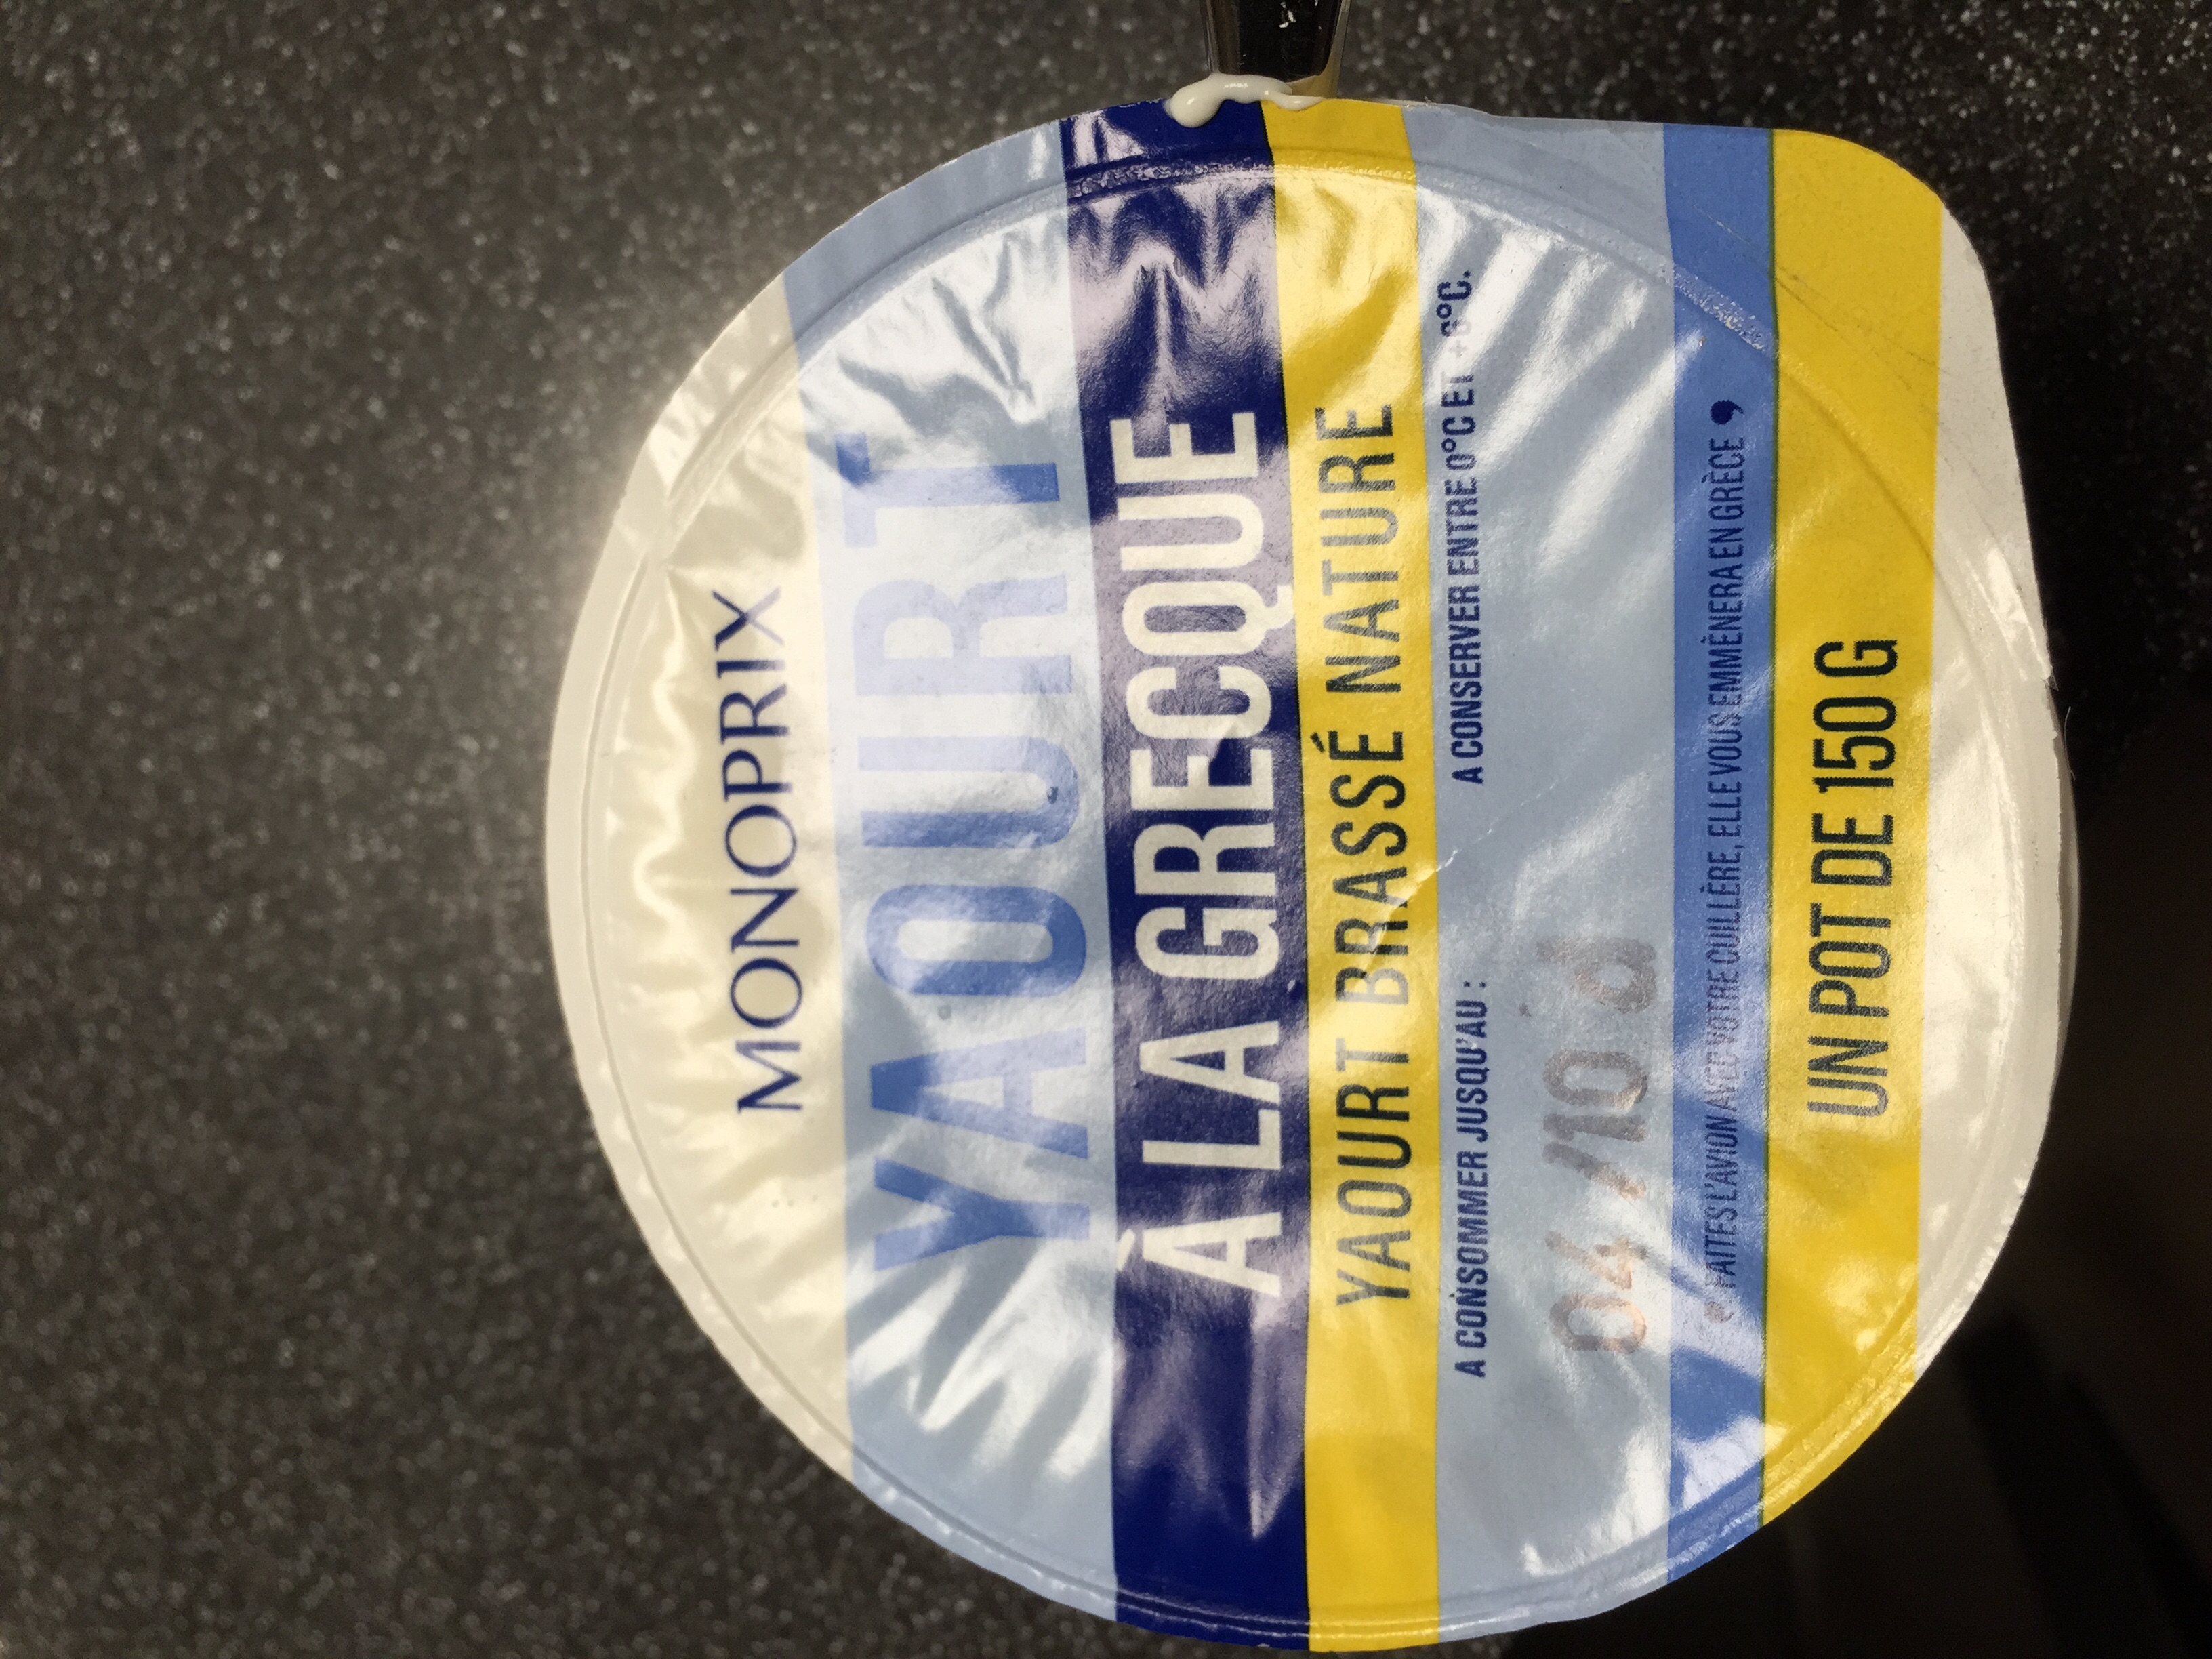 MONOPRIX
YAOURT
À LA GRECQUE
YAOURT BRASSÉ NATURE
A CONSOMMER JUSQU'AU : A CONSERVER ENTRE 0°C ET +6°C.
04/10 d
FAITES L'AVION AVEC VOTRE CUILLÈRE, ELLE VOUS EMMÈNERA EN GRÈCE
UN POT DE 150 G